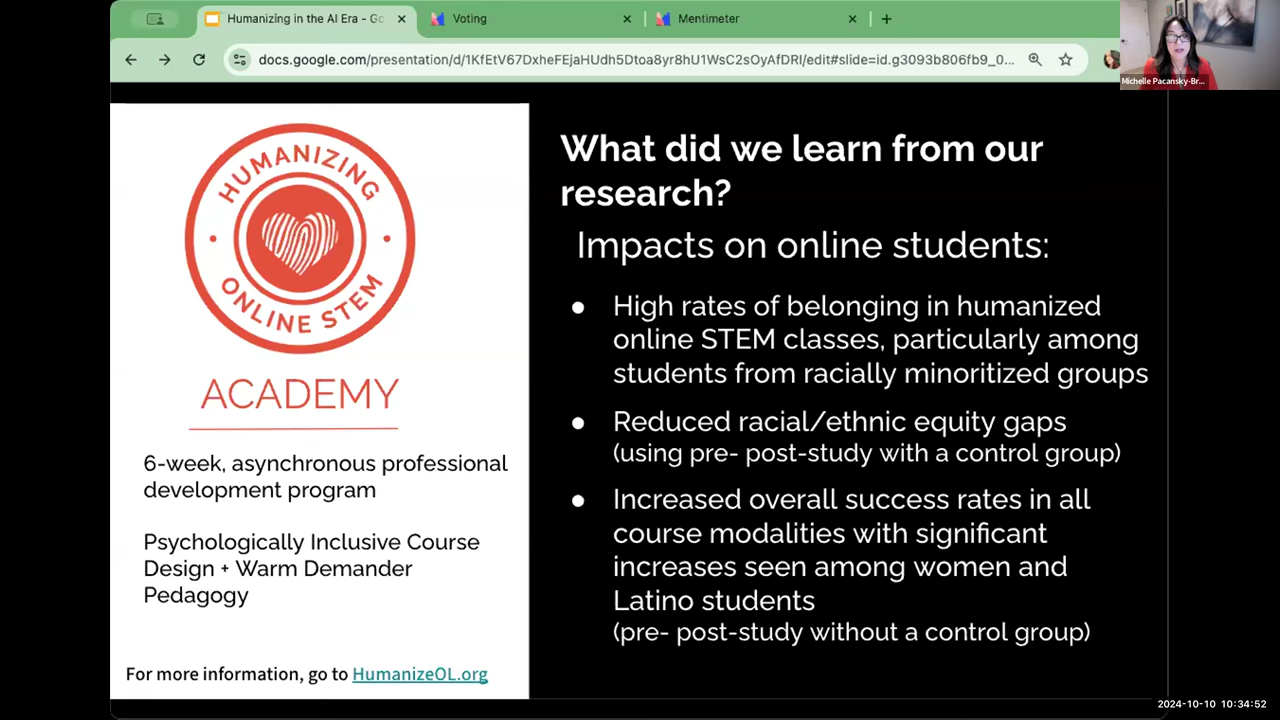 Humanizing in the AI Era - Go
Voting
Mentimeter
docs.google.com/presentation/d/1KfEtV67DxheFEjaHUdh5Dtoa8yr8hU1WsC2sOyAfDRI/edit#slide=id.g3093b806fb9_0...
Michelle Pacansky-Br...
HUMANIZING
ONLINE STEM
ACADEMY
6-week, asynchronous professional
development program
Psychologically Inclusive Course
Design + Warm Demander
Pedagogy
For more information, go to HumanizeOL.org
What did we learn from our
research?
Impacts on online students:
● High rates of belonging in humanized
online STEM classes, particularly among
students from racially minoritized groups
● Reduced racial/ethnic equity gaps
(using pre- post-study with a control group)
● Increased overall success rates in all
course modalities with significant
increases seen among women and
Latino students
(pre- post-study without a control group)
2024-10-10 10:34:52